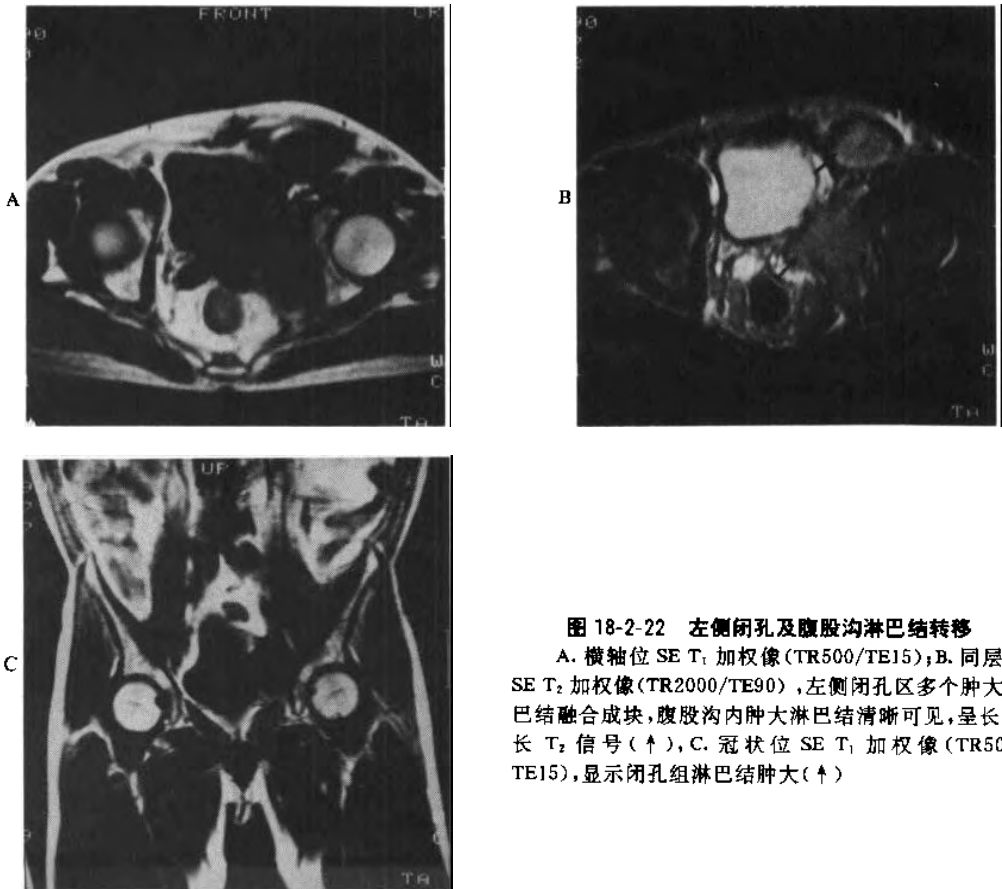 FRONT
CR
90
A
W
C
TA
90
B
W
C
TA
UP
C
TA
图 18-2-22 左侧闭孔及腹股沟淋巴结转移
A. 横轴位 SE T₁ 加权像(TR500/TE15);B. 同层
SE T₂ 加权像(TR2000/TE90),左侧闭孔区多个肿大
巴结融合成块,腹股沟内肿大淋巴结清晰可见,呈长
长 T₂ 信号(↑),C. 冠状位 SE T₁ 加权像(TR50
TE15),显示闭孔组淋巴结肿大(↑)